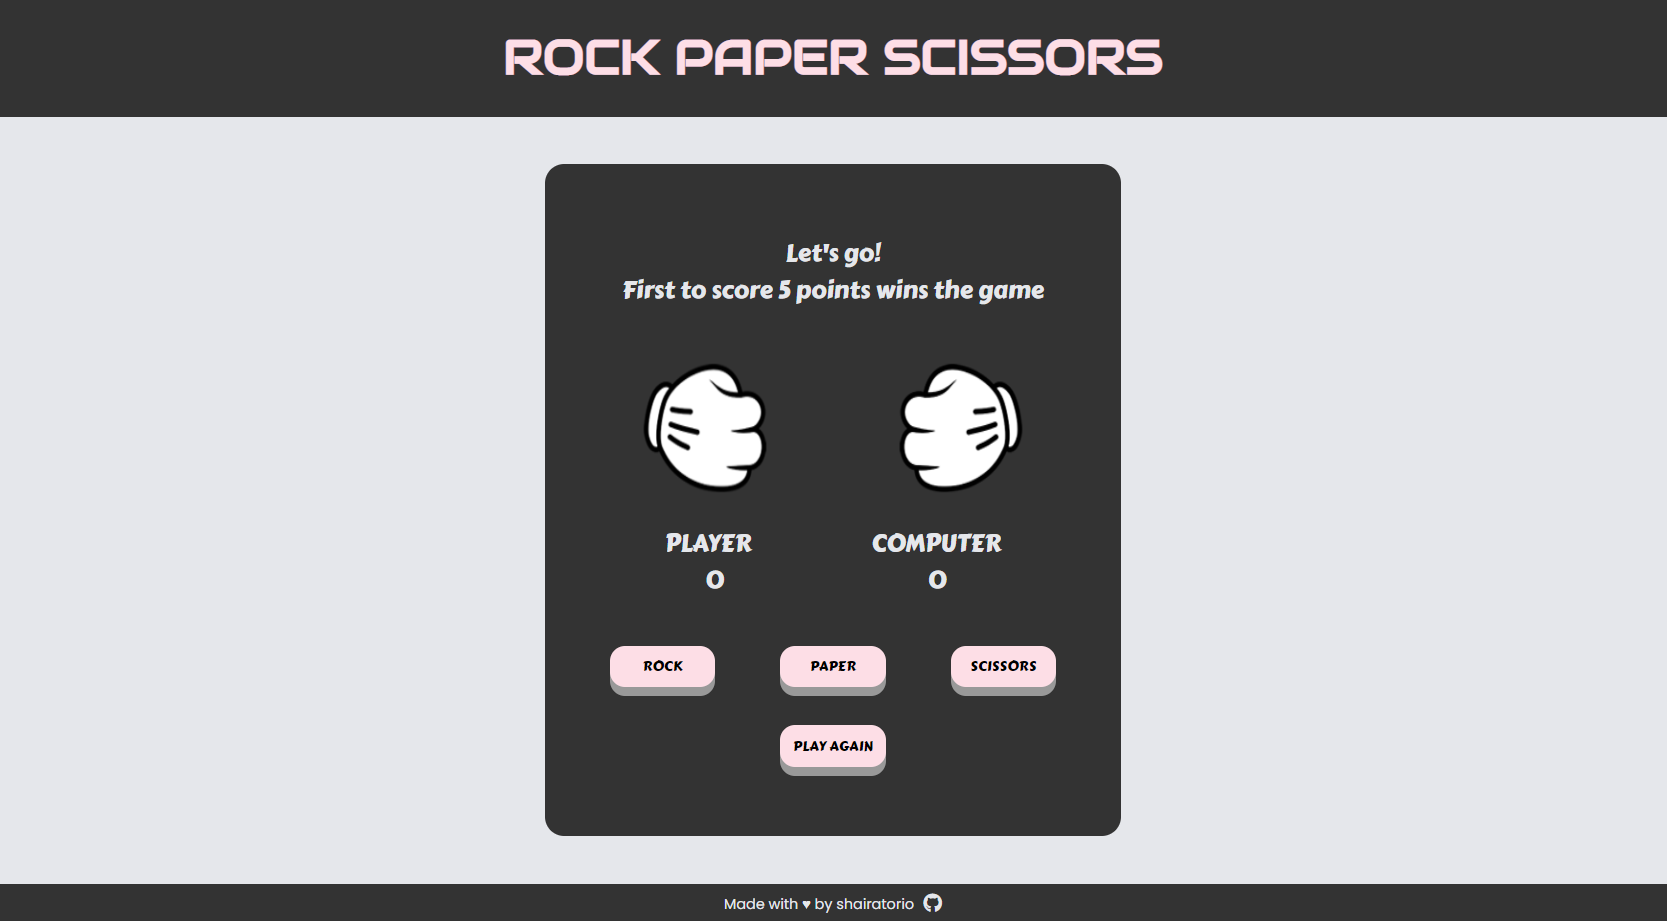 ROCK PAPER SCISSORS
Let's go!
First to score 5 points wins the game
PLAYER COMPUTER
0 0
ROCK PAPER SCISSORS
PLAY AGAIN
Made with ♥ by shairatorio